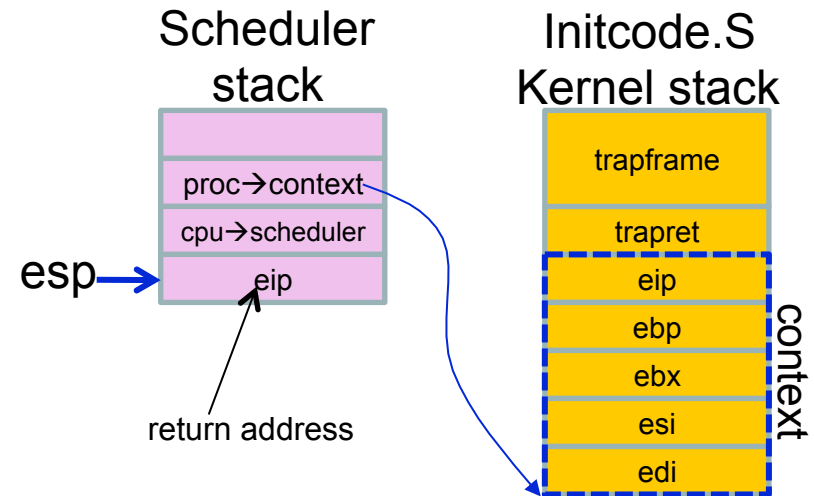 Scheduler
stack
proc→context
cpu→scheduler
eip
esp
return address
Initcode.S
Kernel stack
trapframe
trapret
eip
ebp
ebx
esi
edi
context